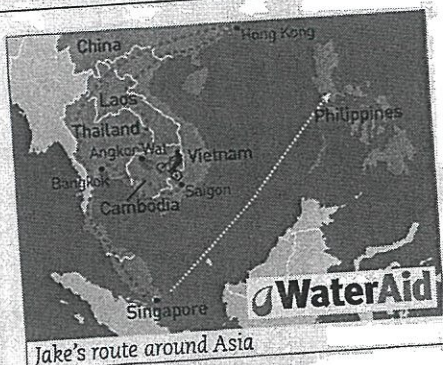 Hong Kong
China
Laos
Thailand
Philippines
Angkor Wat
Vietnam
Bangkok
Saigon
Cambodia
WaterAid
Singapore
Jake's route around Asia